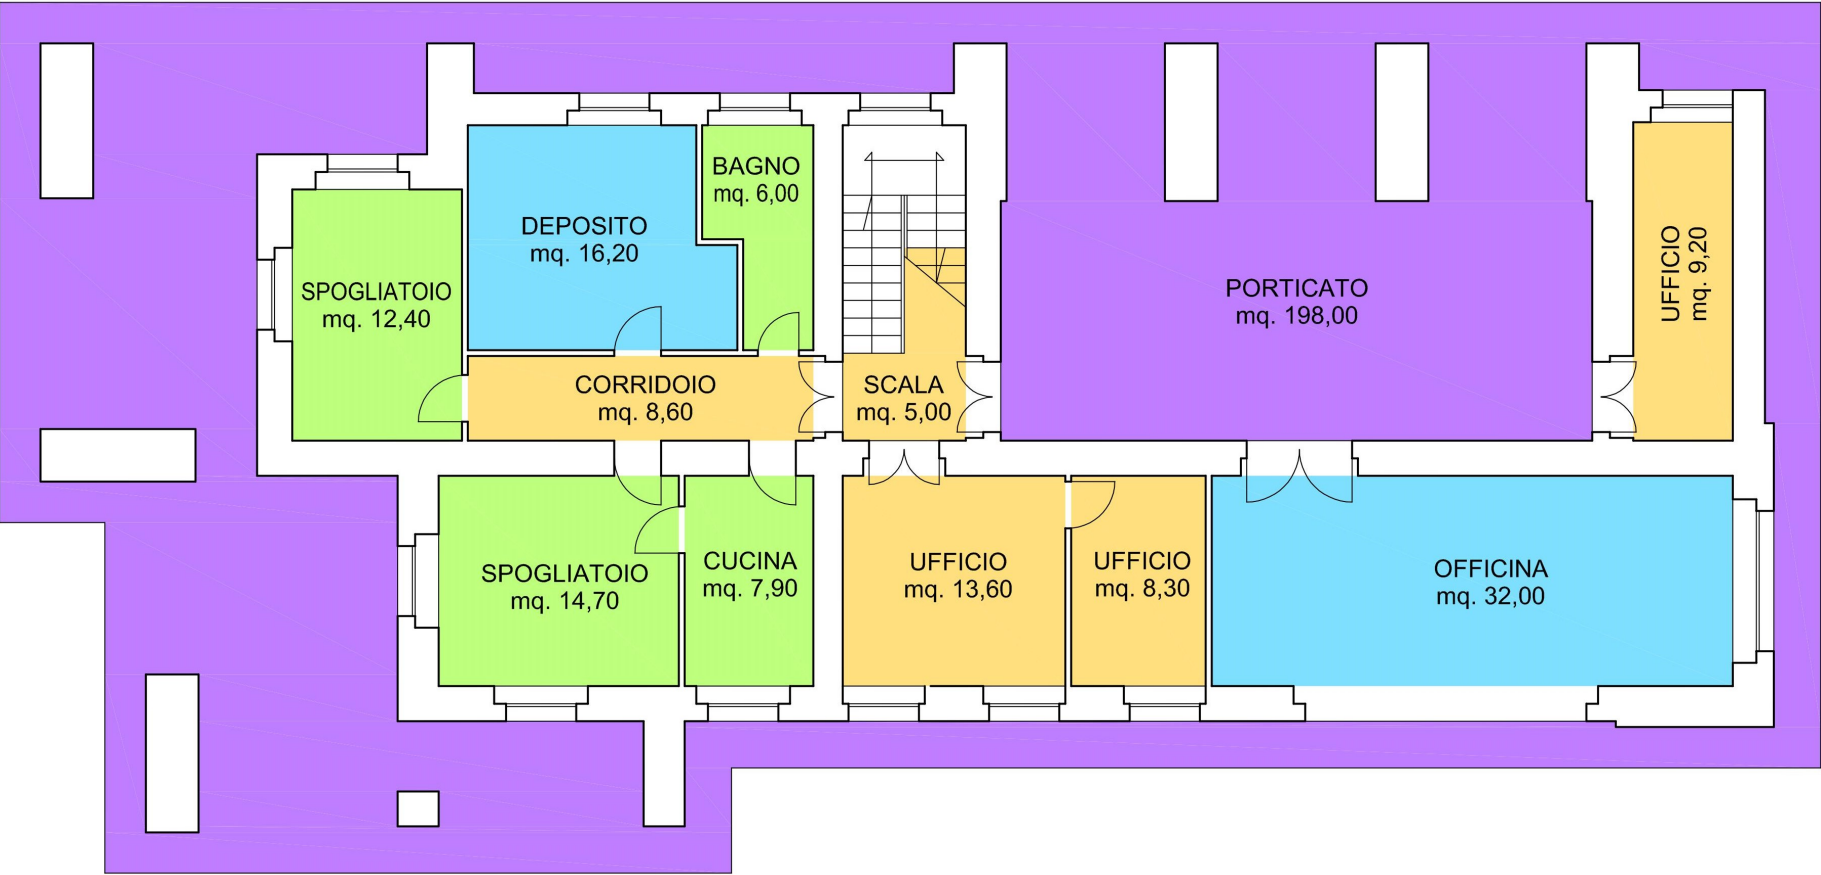 BAGNO
mq. 6,00
DEPOSITO
mq. 16,20
SPOGLIATOIO
mq. 12,40
PORTICATO
mq. 198,00
UFFICIO
mq. 9,20
CORRIDOIO
mq. 8,60
SCALA
mq. 5,00
SPOGLIATOIO
mq. 14,70
CUCINA
mq. 7,90
UFFICIO
mq. 13,60
UFFICIO
mq. 8,30
OFFICINA
mq. 32,00